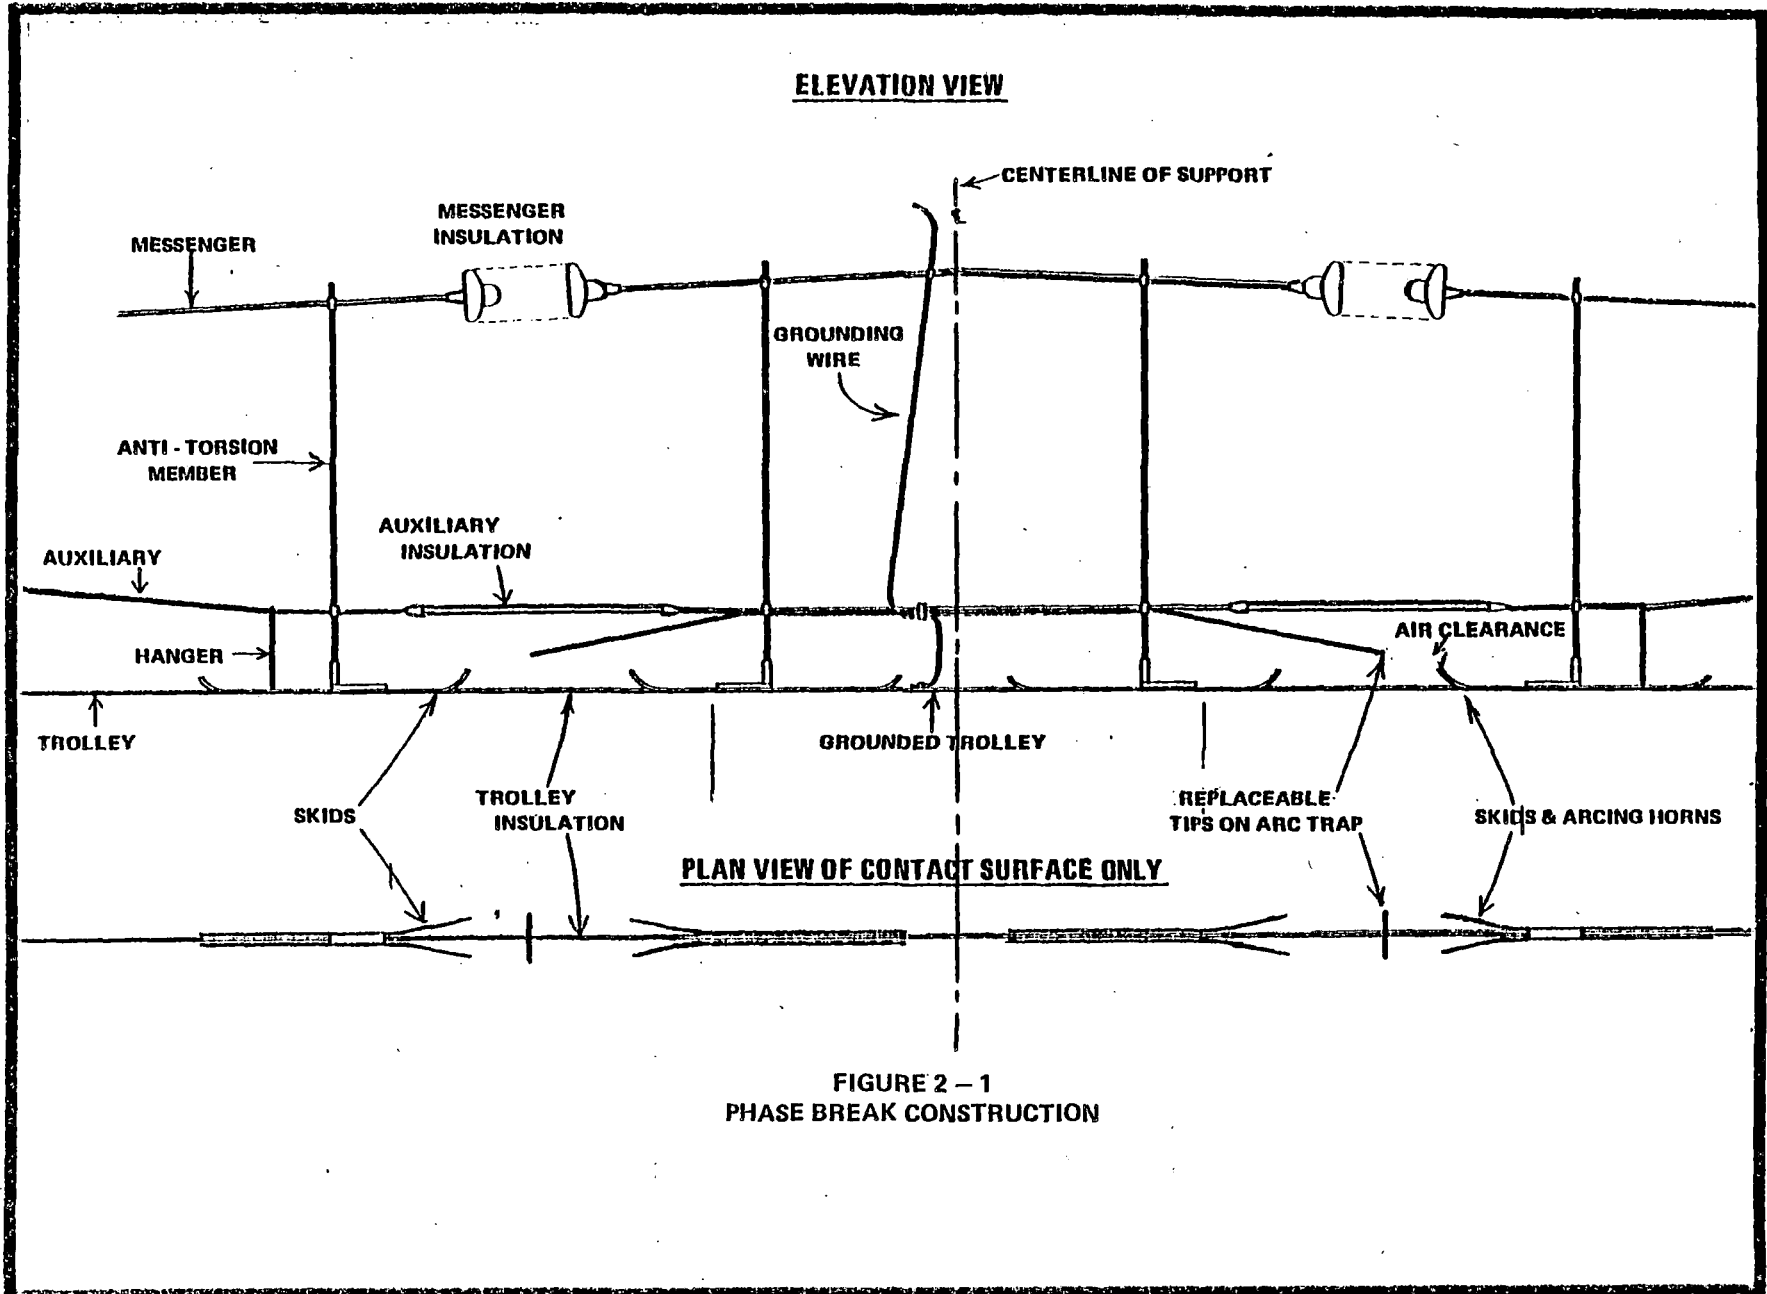 ELEVATION VIEW
CENTERLINE OF SUPPORT
MESSENGER
INSULATION
MESSENGER
GROUNDING
WIRE
ANTI - TORSION
MEMBER
AUXILIARY
INSULATION
AUXILIARY
HANGER
AIR CLEARANCE
TROLLEY
GROUNDED TROLLEY
SKIDS
TROLLEY
INSULATION
REPLACEABLE
TIPS ON ARC TRAP
SKIDS & ARCING HORNS
PLAN VIEW OF CONTACT SURFACE ONLY
FIGURE 2 – 1
PHASE BREAK CONSTRUCTION